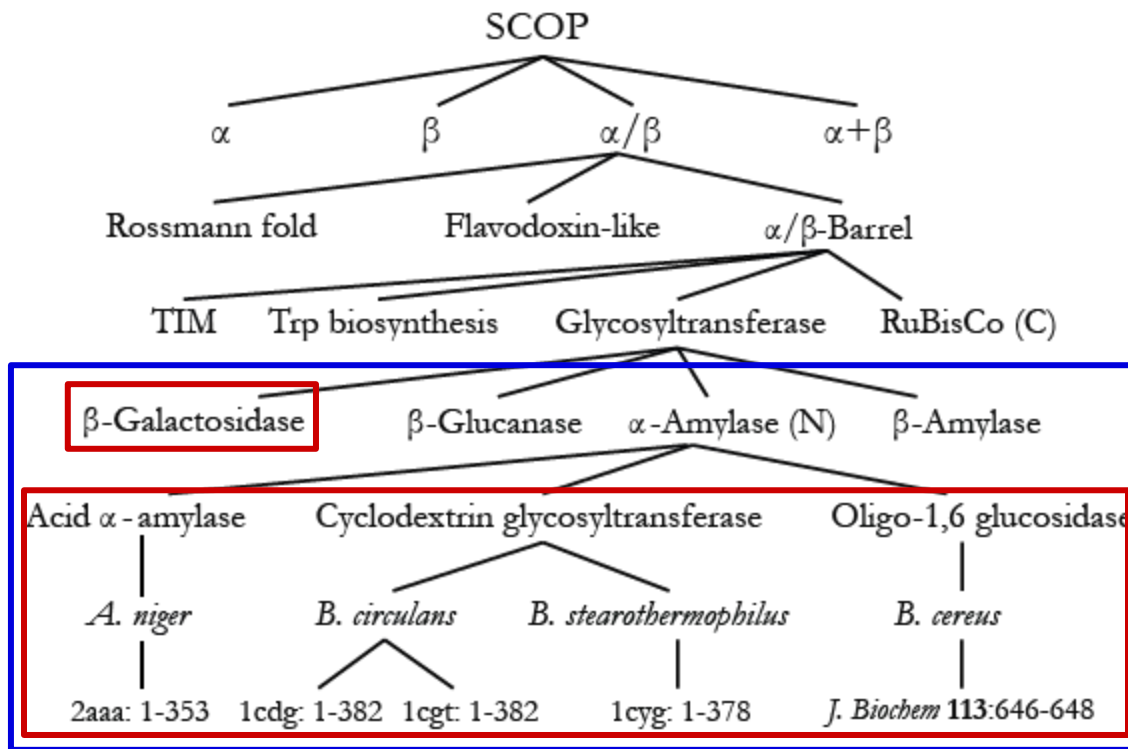 SCOP
α β α/β α+β
Rossmann fold Flavodoxin-like α/β-Barrel
TIM Trp biosynthesis Glycosyltransferase RuBisCo (C)
β-Galactosidase β-Glucanase α-Amylase (N) β-Amylase
Acid α-amylase Cyclodextrin glycosyltransferase Oligo-1,6 glucosidase
A. niger B. circulans B. stearothermophilus B. cereus
2aaa: 1-353 1cdg: 1-382 1cgt: 1-382 1cyg: 1-378 J. Biochem 113:646-648